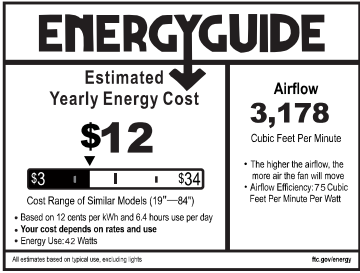 ENERGYGUIDE
Estimated
Yearly Energy Cost
$12
$3 $34
Cost Range of Similar Models (19"—84")
• Based on 12 cents per kWh and 6.4 hours use per day
• Your cost depends on rates and use
• Energy Use: 42 Watts
Airflow
3,178
Cubic Feet Per Minute
• The higher the airflow, the
more air the fan will move
• Airflow Efficiency: 75 Cubic
Feet Per Minute Per Watt
All estimates based on typical use, excluding lights
ftc.gov/energy